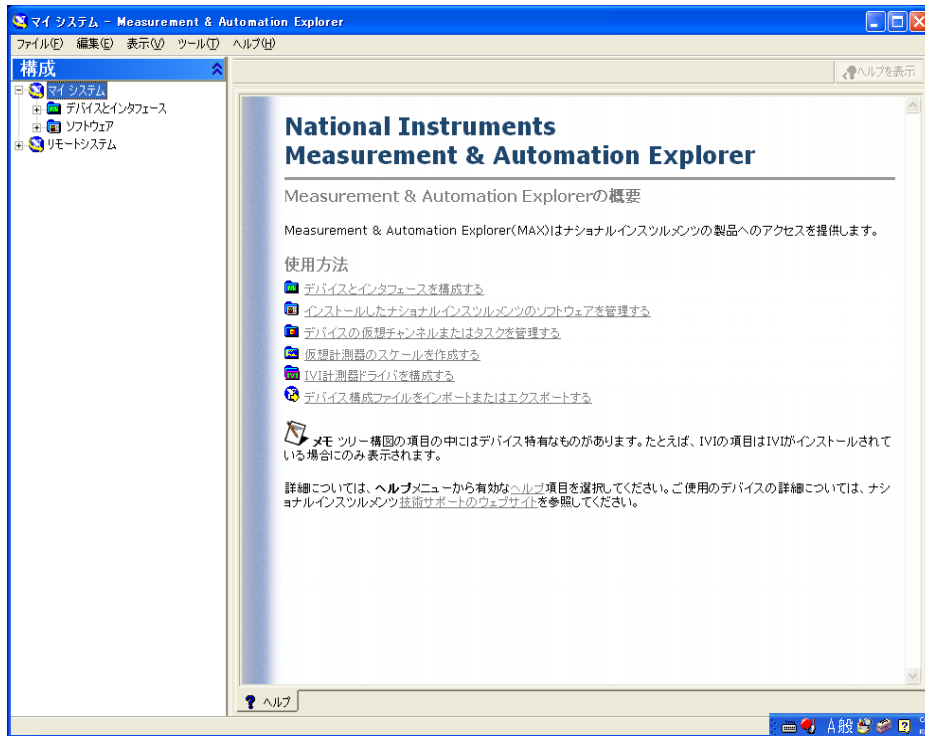 マイ システム - Measurement & Automation Explorer
ファイル(F) 編集(E) 表示(V) ツール(T) ヘルプ(H)
構成
マイ システム
デバイスとインタフェース
ソフトウェア
リモートシステム
ヘルプを表示
National Instruments
Measurement & Automation Explorer
Measurement & Automation Explorerの概要
Measurement & Automation Explorer(MAX)はナショナルインスツルメンツの製品へのアクセスを提供します。
使用方法
デバイスとインタフェースを構成する
インストールしたナショナルインスツルメンツのソフトウェアを管理する
デバイスの仮想チャンネルまたはタスクを管理する
仮想計測器のスケールを作成する
IVI計測器ドライバを構成する
デバイス構成ファイルをインポートまたはエクスポートする
メモ ツリー構図の項目の中にはデバイス特有なものがあります。たとえば、IVIの項目はIVIがインストールされて
いる場合にのみ表示されます。
詳細については、ヘルプメニューから有効なヘルプ項目を選択してください。ご使用のデバイスの詳細については、ナシ
ョナルインスツルメンツ技術サポートのウェブサイトを参照してください。
ヘルプ
A般